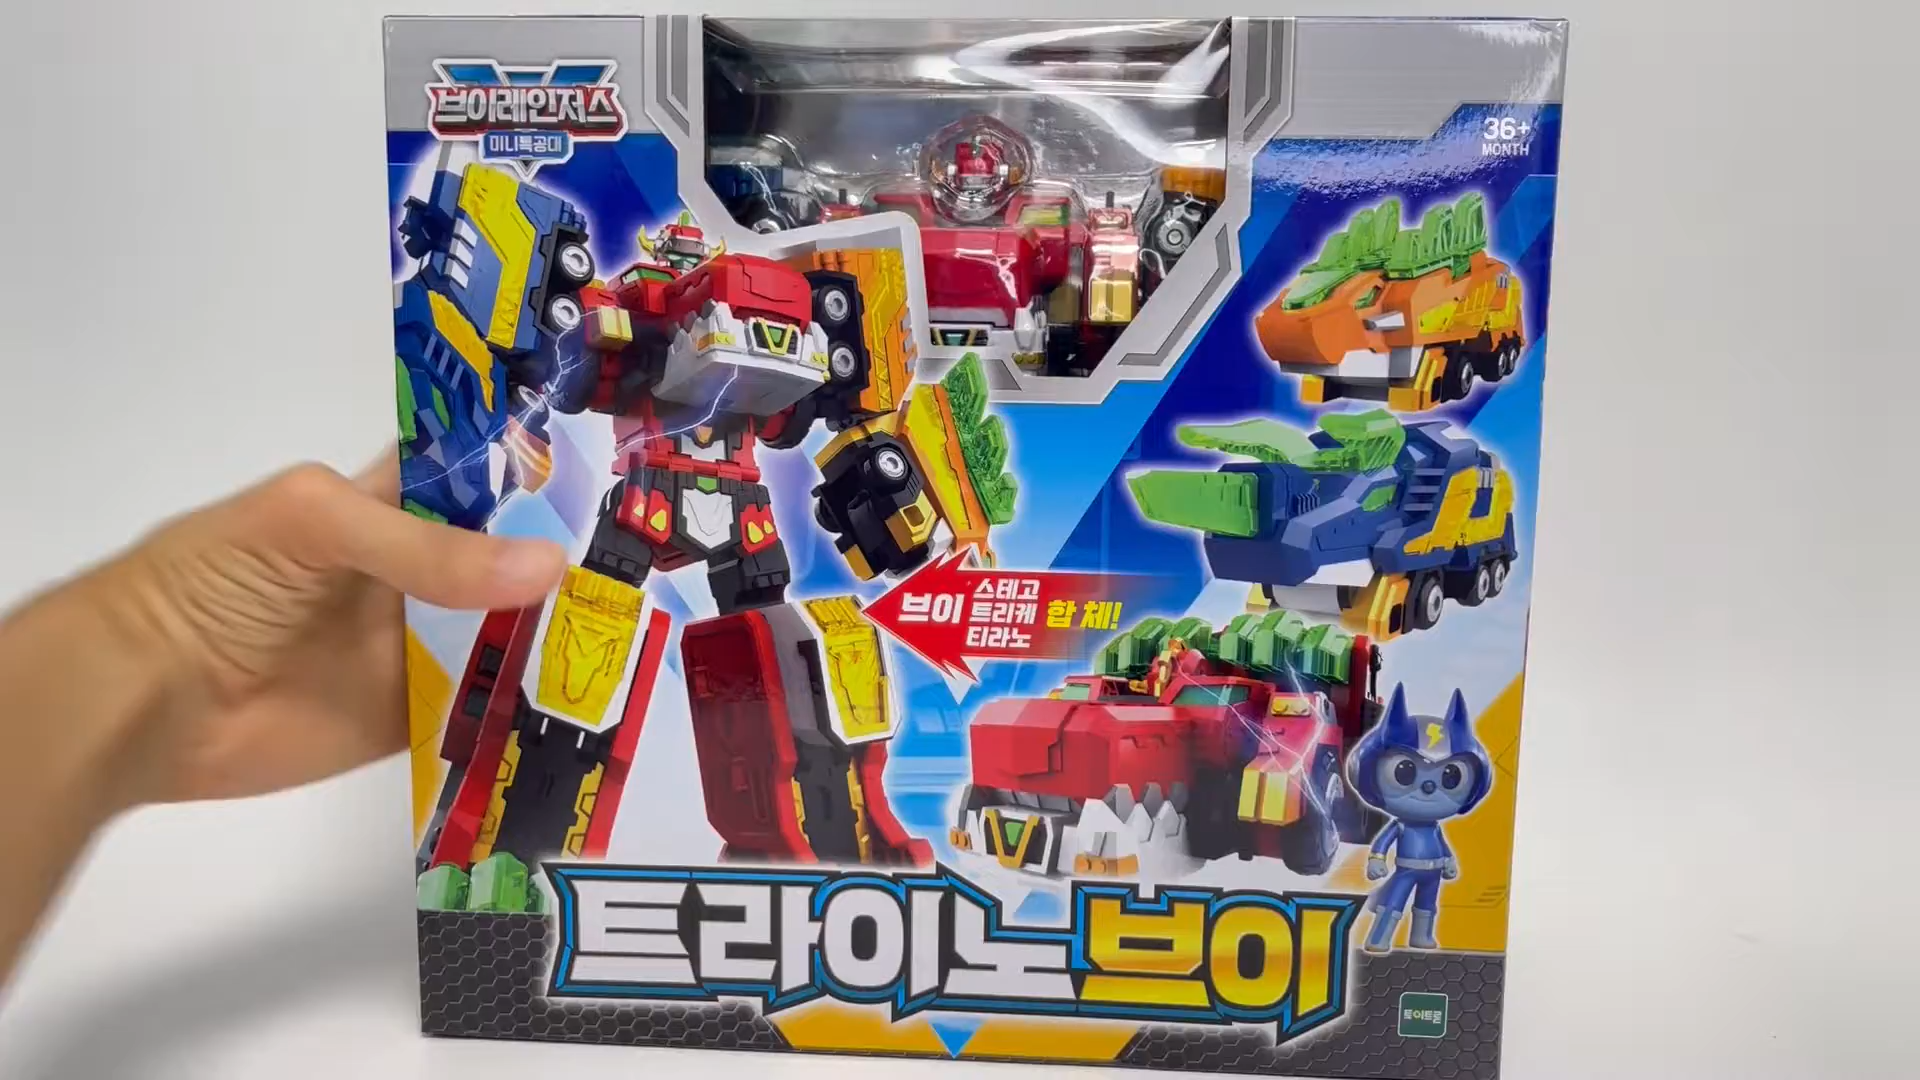 브이레인저스
미니특공대
36+
MONTH
브이 스테고 트리케 티라노 합체!
트라이노브이
토이트론